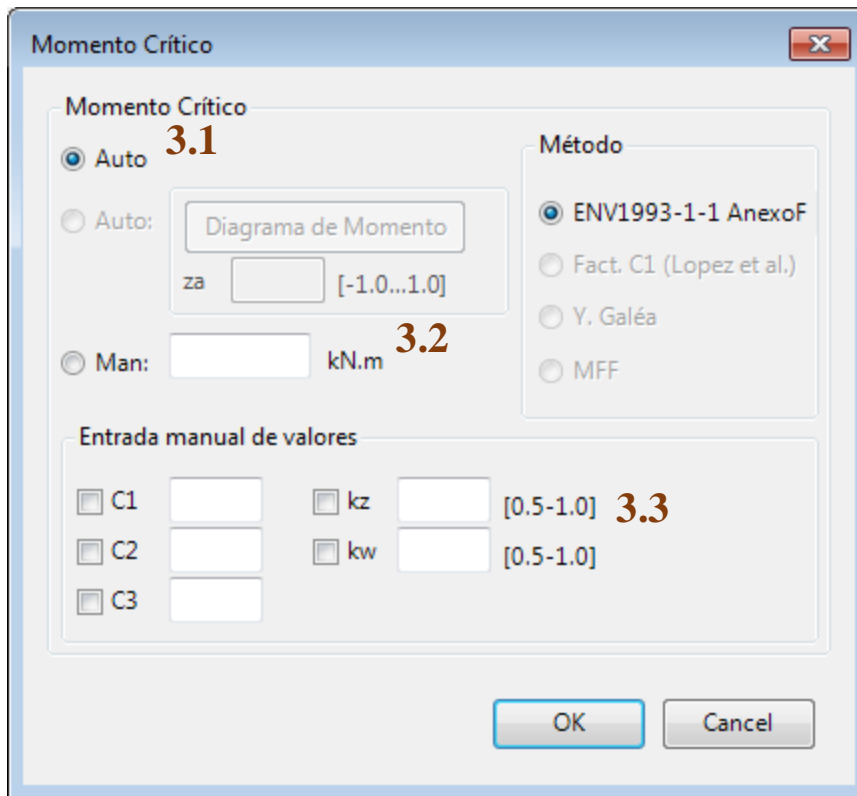 Momento Crítico
Momento Crítico
Auto 3.1
Auto:
Diagrama de Momento
za [-1.0...1.0]
Man: kN.m 3.2
Método
ENV1993-1-1 AnexoF
Fact. C1 (Lopez et al.)
Y. Galéa
MFF
Entrada manual de valores
C1 kz [0.5-1.0] 3.3
C2 kw [0.5-1.0]
C3
OK Cancel